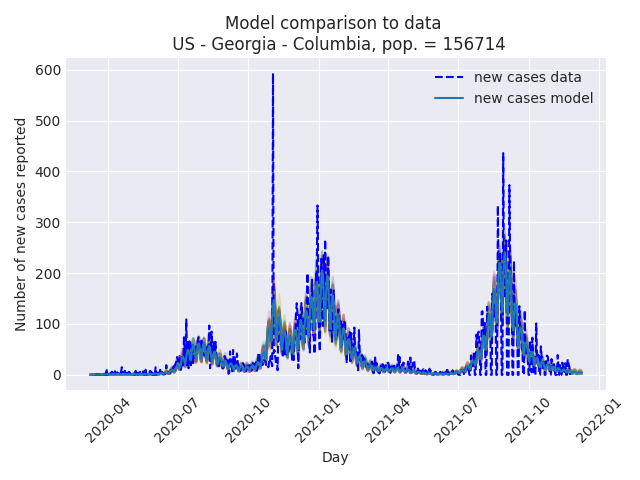 Model comparison to data
US - Georgia - Columbia, pop. = 156714
new cases data
new cases model
600
500
400
300
200
100
0
Number of new cases reported
2020-04
2020-07
2020-10
2021-01
2021-04
2021-07
2021-10
2022-01
Day